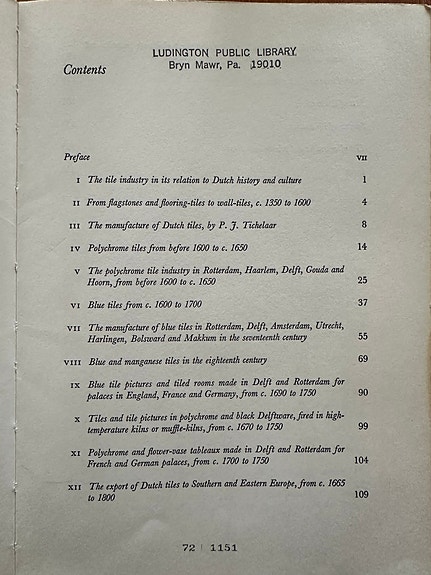 LUDINGTON PUBLIC LIBRARY
Bryn Mawr, Pa. 19010
Contents
Preface VII
I The tile industry in its relation to Dutch history and culture 1
II From flagstones and flooring-tiles to wall-tiles, c. 1350 to 1600 4
III The manufacture of Dutch tiles, by P. J. Tichelaar 8
IV Polychrome tiles from before 1600 to c. 1650 14
V The polychrome tile industry in Rotterdam, Haarlem, Delft, Gouda and
Hoorn, from before 1600 to c. 1650 25
VI Blue tiles from c. 1600 to 1700 37
VII The manufacture of blue tiles in Rotterdam, Delft, Amsterdam, Utrecht,
Harlingen, Bolsward and Makkum in the seventeenth century 55
VIII Blue and manganese tiles in the eighteenth century 69
IX Blue tile pictures and tiled rooms made in Delft and Rotterdam for
palaces in England, France and Germany, from c. 1690 to 1750 90
X Tiles and tile pictures in polychrome and black Delftware, fired in high-
temperature kilns or muffle-kilns, from c. 1670 to 1750 99
XI Polychrome and flower-vase tableaux made in Delft and Rotterdam for
French and German palaces, from c. 1700 to 1750 104
XII The export of Dutch tiles to Southern and Eastern Europe, from c. 1665
to 1800 109
72 1151